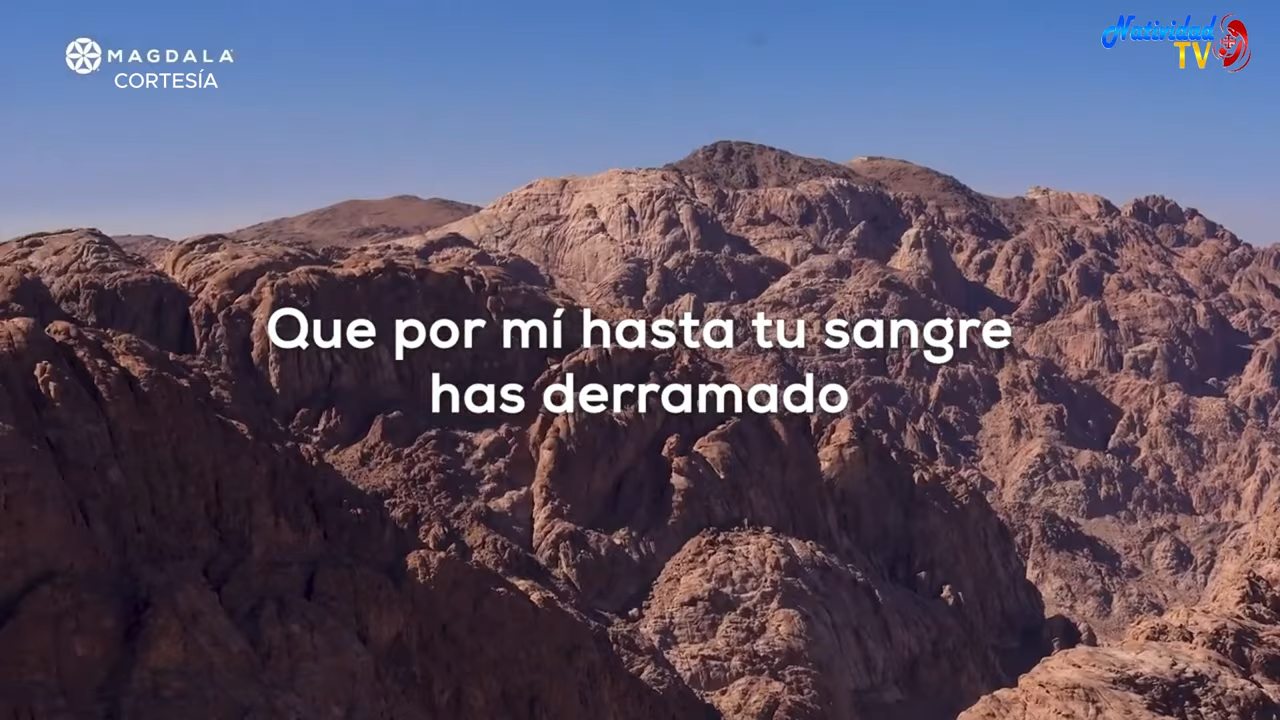 MAGDALA
CORTESÍA
Natividad
TV
Que por mí hasta tu sangre
has derramado